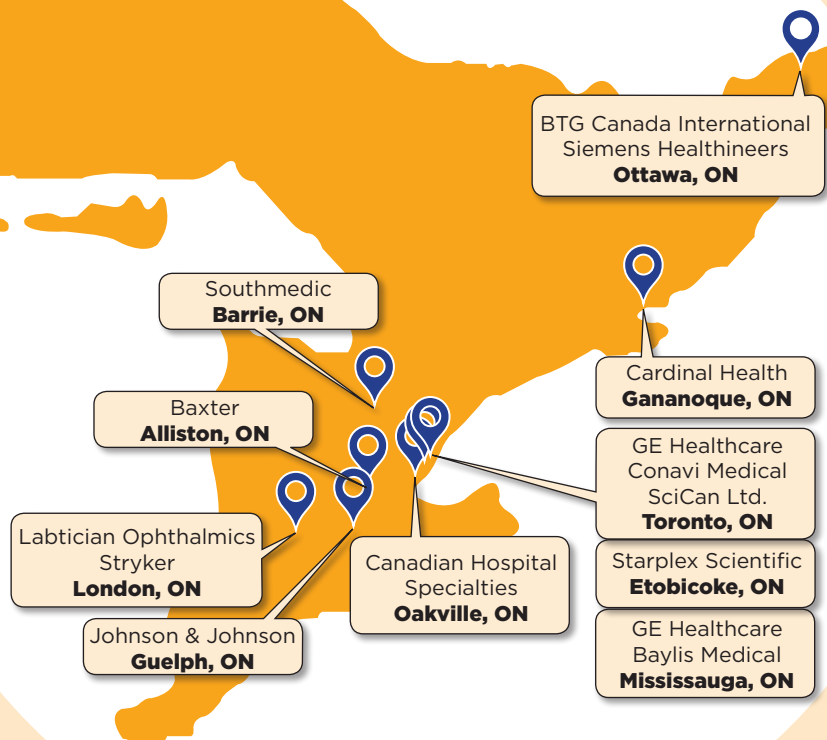 BTG Canada International
Siemens Healthineers
Ottawa, ON
Southmedic
Barrie, ON
Cardinal Health
Gananoque, ON
Baxter
Alliston, ON
GE Healthcare
Conavi Medical
SciCan Ltd.
Toronto, ON
Labtician Ophthalmics
Stryker
London, ON
Canadian Hospital
Specialties
Oakville, ON
Starplex Scientific
Etobicoke, ON
Johnson & Johnson
Guelph, ON
GE Healthcare
Baylis Medical
Mississauga, ON